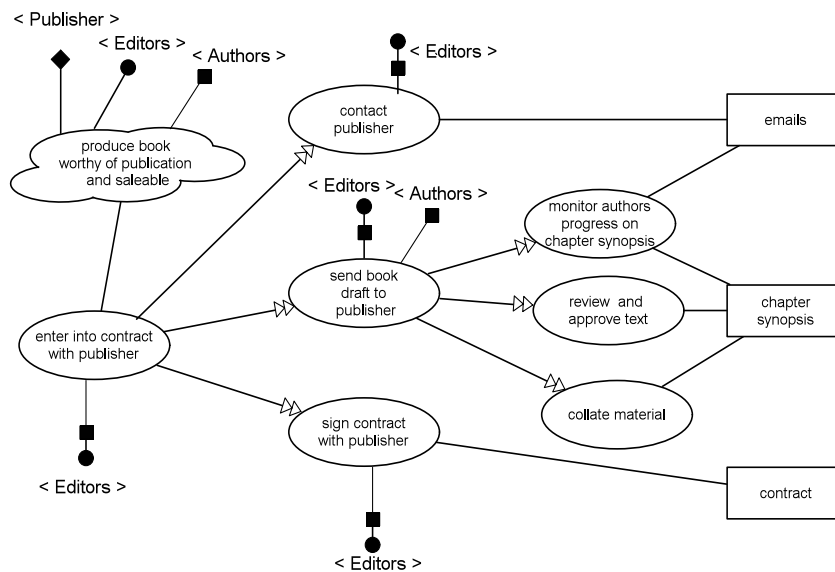 < Publisher >
< Editors >
< Authors >
< Editors >
produce book
worthy of publication
and saleable
contact
publisher
emails
< Editors >
< Authors >
monitor authors
progress on
chapter synopsis
send book
draft to
publisher
review and
approve text
chapter
synopsis
enter into contract
with publisher
collate material
sign contract
with publisher
contract
< Editors >
< Editors >